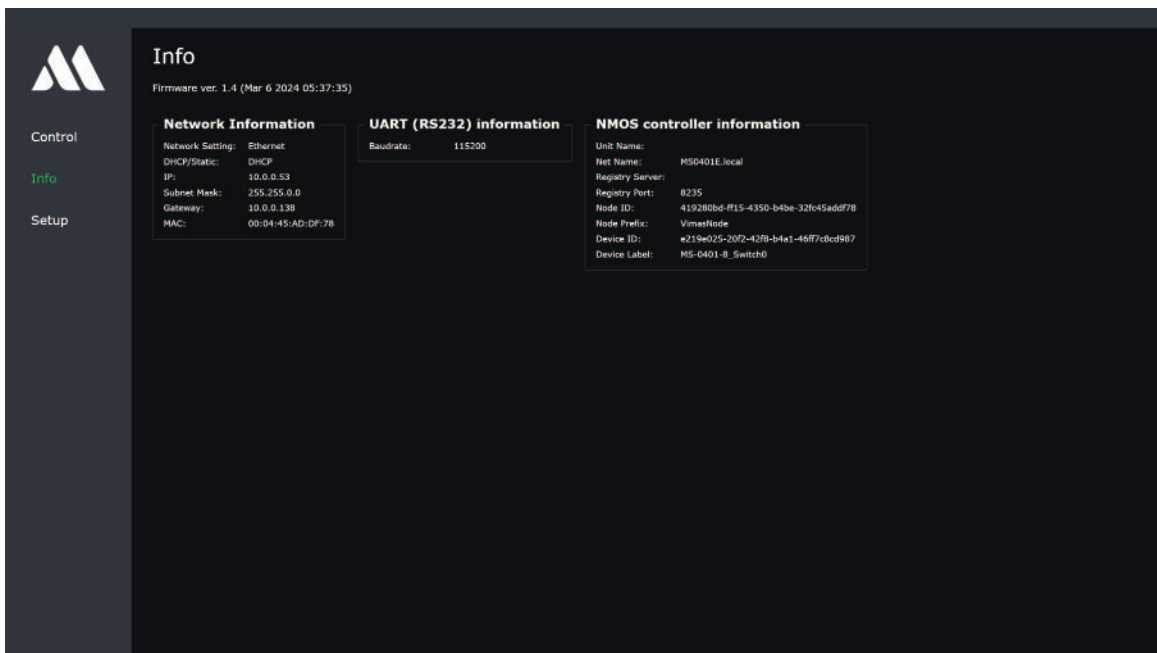 Info
Firmware ver. 1.4 (Mar 6 2024 05:37:35)
Control
Info
Setup
Network Information
Network Setting: Ethernet
DHCP/Static: DHCP
IP: 10.0.0.53
Subnet Mask: 255.255.0.0
Gateway: 10.0.0.138
MAC: 00:04:45:AD:DF:78
UART (RS232) information
Baudrate: 115200
NMOS controller information
Unit Name:
Net Name: MS0401E.local
Registry Server:
Registry Port: 8235
Node ID: 419280bd-ff15-4350-b4be-32fc45addf78
Node Prefix: VimasNode
Device ID: e219e025-20f2-42f8-b4a1-46ff7c8cd987
Device Label: MS-0401-8_Switch0